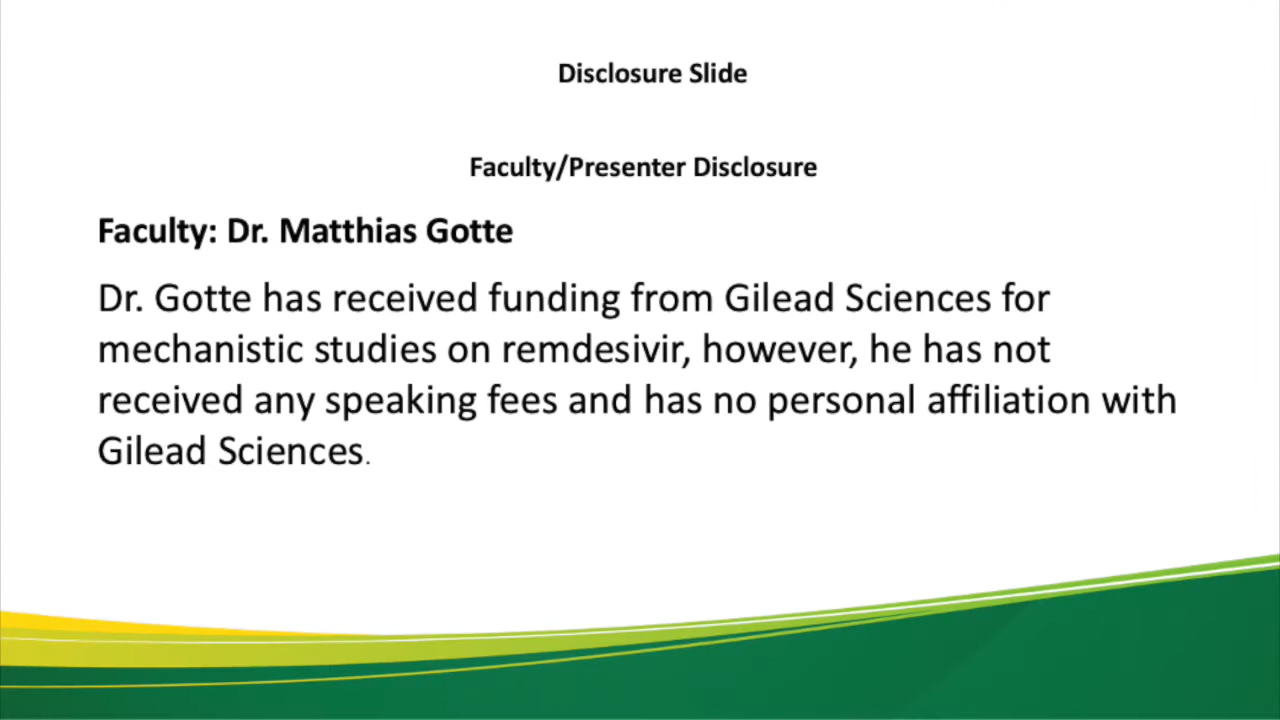 Disclosure Slide
Faculty/Presenter Disclosure
Faculty: Dr. Matthias Gotte
Dr. Gotte has received funding from Gilead Sciences for
mechanistic studies on remdesivir, however, he has not
received any speaking fees and has no personal affiliation with
Gilead Sciences.